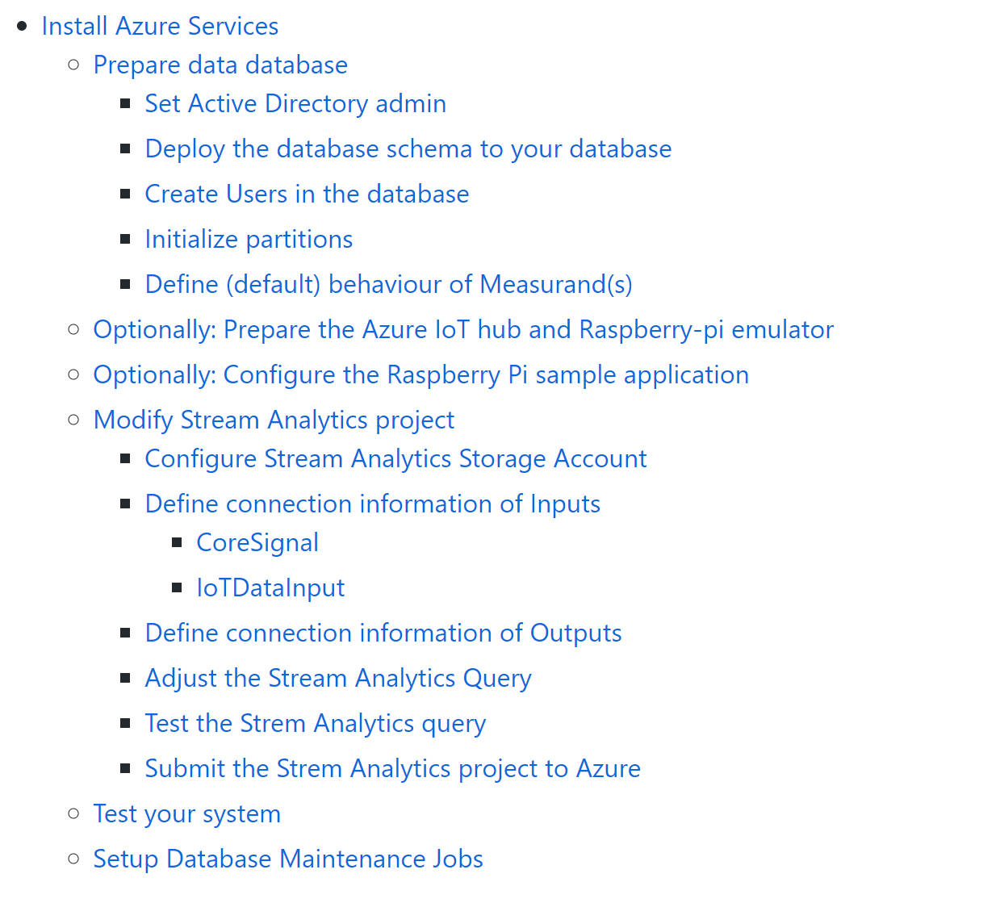 Install Azure Services
Prepare data database
Set Active Directory admin
Deploy the database schema to your database
Create Users in the database
Initialize partitions
Define (default) behaviour of Measurand(s)
Optionally: Prepare the Azure IoT hub and Raspberry-pi emulator
Optionally: Configure the Raspberry Pi sample application
Modify Stream Analytics project
Configure Stream Analytics Storage Account
Define connection information of Inputs
CoreSignal
IoTDataInput
Define connection information of Outputs
Adjust the Stream Analytics Query
Test the Strem Analytics query
Submit the Strem Analytics project to Azure
Test your system
Setup Database Maintenance Jobs